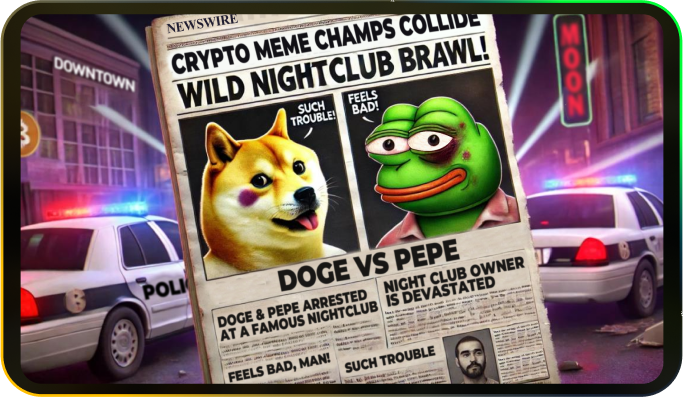 NEWSWIRE
CRYPTO MEME CHAMPS COLLIDE
WILD NIGHTCLUB BRAWL!
DOWNTOWN
MOON
SUCH
TROUBLE!
FEELS
BAD!
DOGE VS PEPE
DOGE & PEPE ARRESTED
AT A FAMOUS NIGHTCLUB
NIGHT CLUB OWNER
IS DEVASTATED
FEELS BAD, MAN!
SUCH TROUBLE
POLI